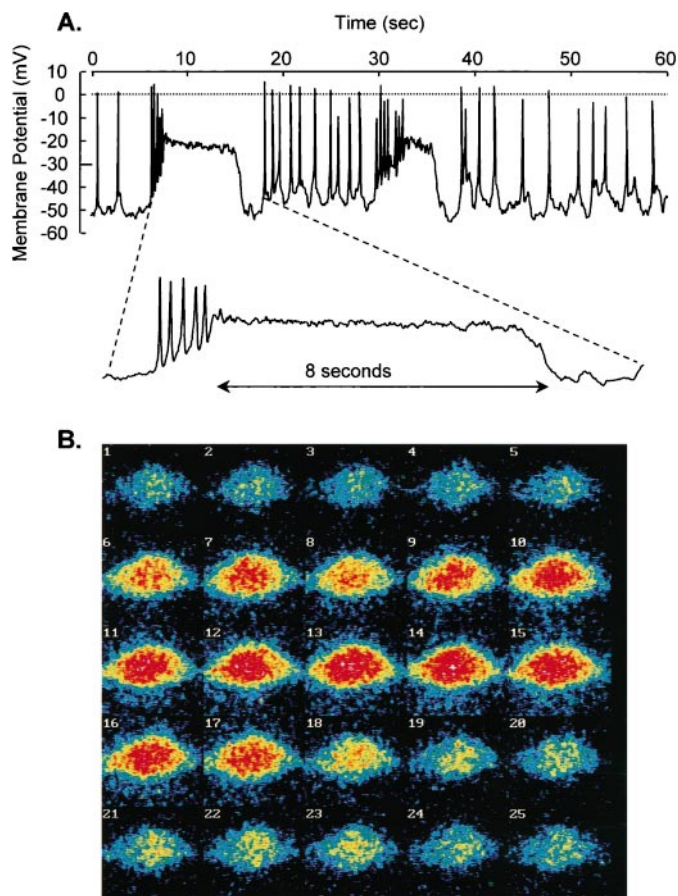 A.
Time (sec)
0 10 20 30 40 50 60
Membrane Potential (mV)
10
0
-10
-20
-30
-40
-50
-60
8 seconds
B.
1 2 3 4 5
6 7 8 9 10
11 12 13 14 15
16 17 18 19 20
21 22 23 24 25